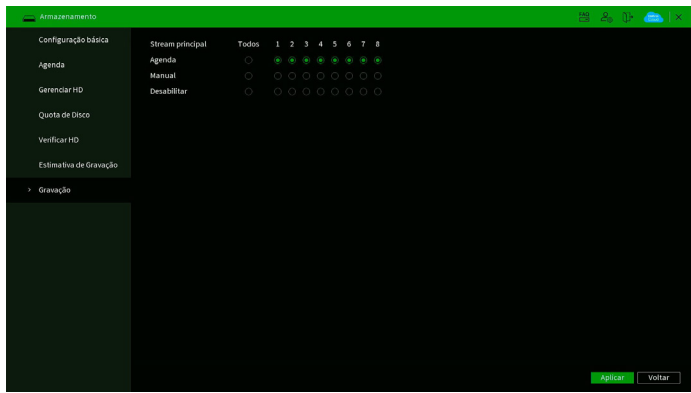 Armazenamento
FAQ
Configuração básica
Agenda
Gerenciar HD
Quota de Disco
Verificar HD
Estimativa de Gravação
> Gravação
Stream principal Todos 1 2 3 4 5 6 7 8
Agenda
Manual
Desabilitar
Aplicar Voltar